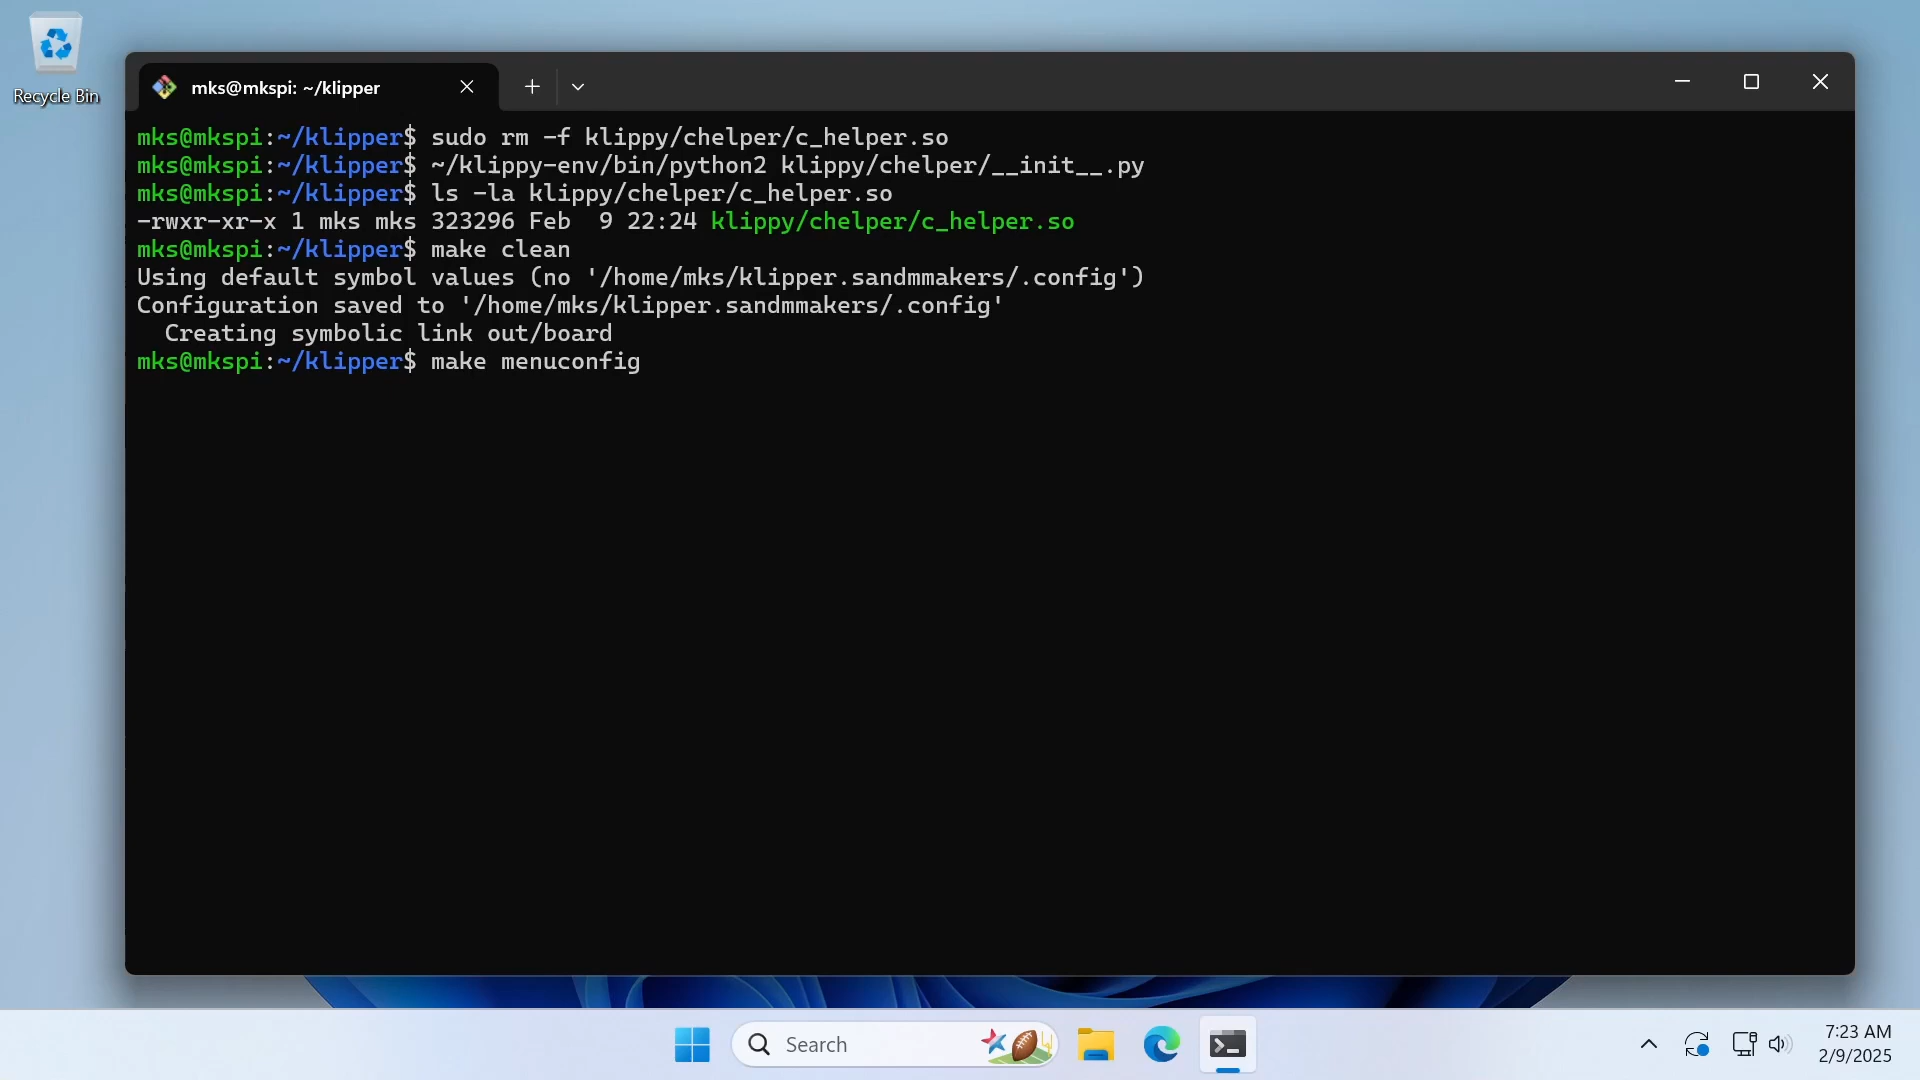 Recycle Bin
mks@mkspi: ~/klipper
mks@mkspi:~/klipper$ sudo rm -f klippy/chelper/c_helper.so
mks@mkspi:~/klipper$ ~/klippy-env/bin/python2 klippy/chelper/__init__.py
mks@mkspi:~/klipper$ ls -la klippy/chelper/c_helper.so
-rwxr-xr-x 1 mks mks 323296 Feb  9 22:24 klippy/chelper/c_helper.so
mks@mkspi:~/klipper$ make clean
Using default symbol values (no '/home/mks/klipper.sandmmakers/.config')
Configuration saved to '/home/mks/klipper.sandmmakers/.config'
  Creating symbolic link out/board
mks@mkspi:~/klipper$ make menuconfig
Search
7:23 AM
2/9/2025